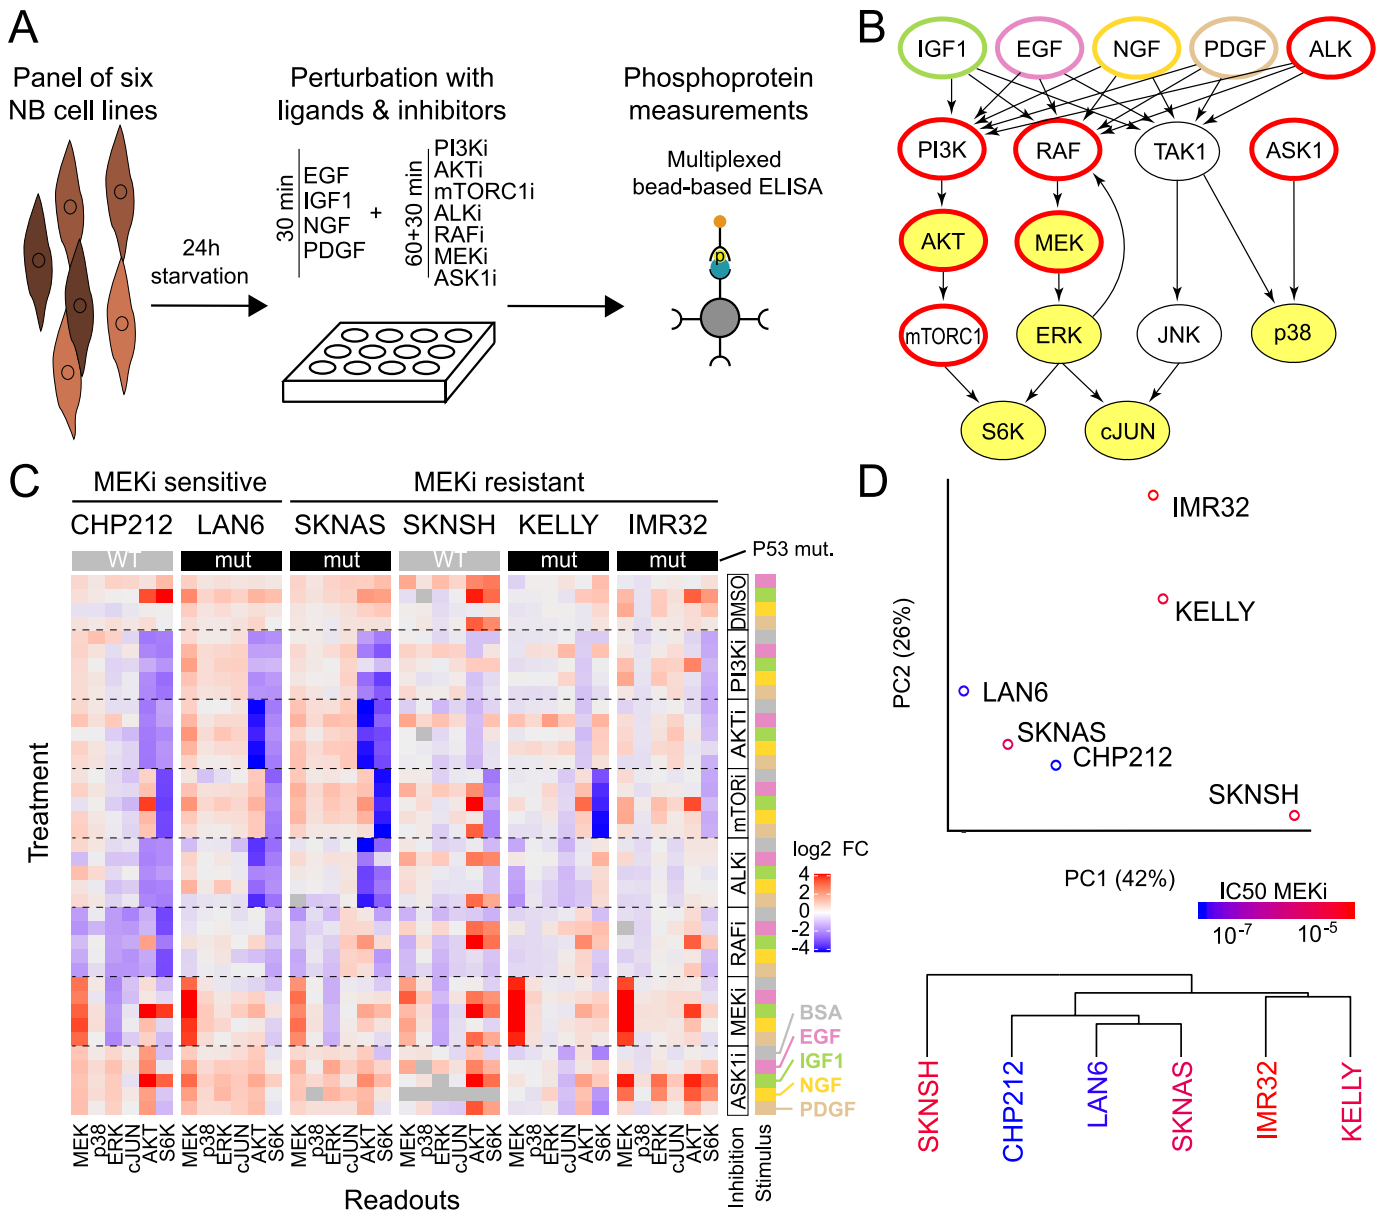 A
Panel of six
NB cell lines
24h
starvation
Perturbation with
ligands & inhibitors
30 min
EGF
IGF1
NGF
PDGF
+
60+30 min
PI3Ki
AKTi
mTORC1i
ALKi
RAFi
MEKi
ASK1i
Phosphoprotein
measurements
Multiplexed
bead-based ELISA
p
B
IGF1 EGF NGF PDGF ALK
PI3K RAF TAK1 ASK1
AKT MEK
mTORC1 ERK JNK p38
S6K cJUN
C
MEKi sensitive MEKi resistant
CHP212 LAN6 SKNAS SKNSH KELLY IMR32
WT mut mut WT mut mut
P53 mut.
Treatment
DMSO
PI3Ki
AKTi
mTORi
ALKi
RAFi
MEKi
ASK1i
log2 FC
4
2
0
-2
-4
BSA
EGF
IGF1
NGF
PDGF
MEK p38 ERK cJUN AKT S6K MEK p38 ERK cJUN AKT S6K MEK p38 ERK cJUN AKT S6K MEK p38 ERK cJUN AKT S6K MEK p38 ERK cJUN AKT S6K MEK p38 ERK cJUN AKT S6K
Inhibition
Stimulus
Readouts
D
PC2 (26%)
IMR32
KELLY
LAN6
SKNAS
CHP212
SKNSH
PC1 (42%)
IC50 MEKi
10-7 10-5
SKNSH
CHP212
LAN6
SKNAS
IMR32
KELLY